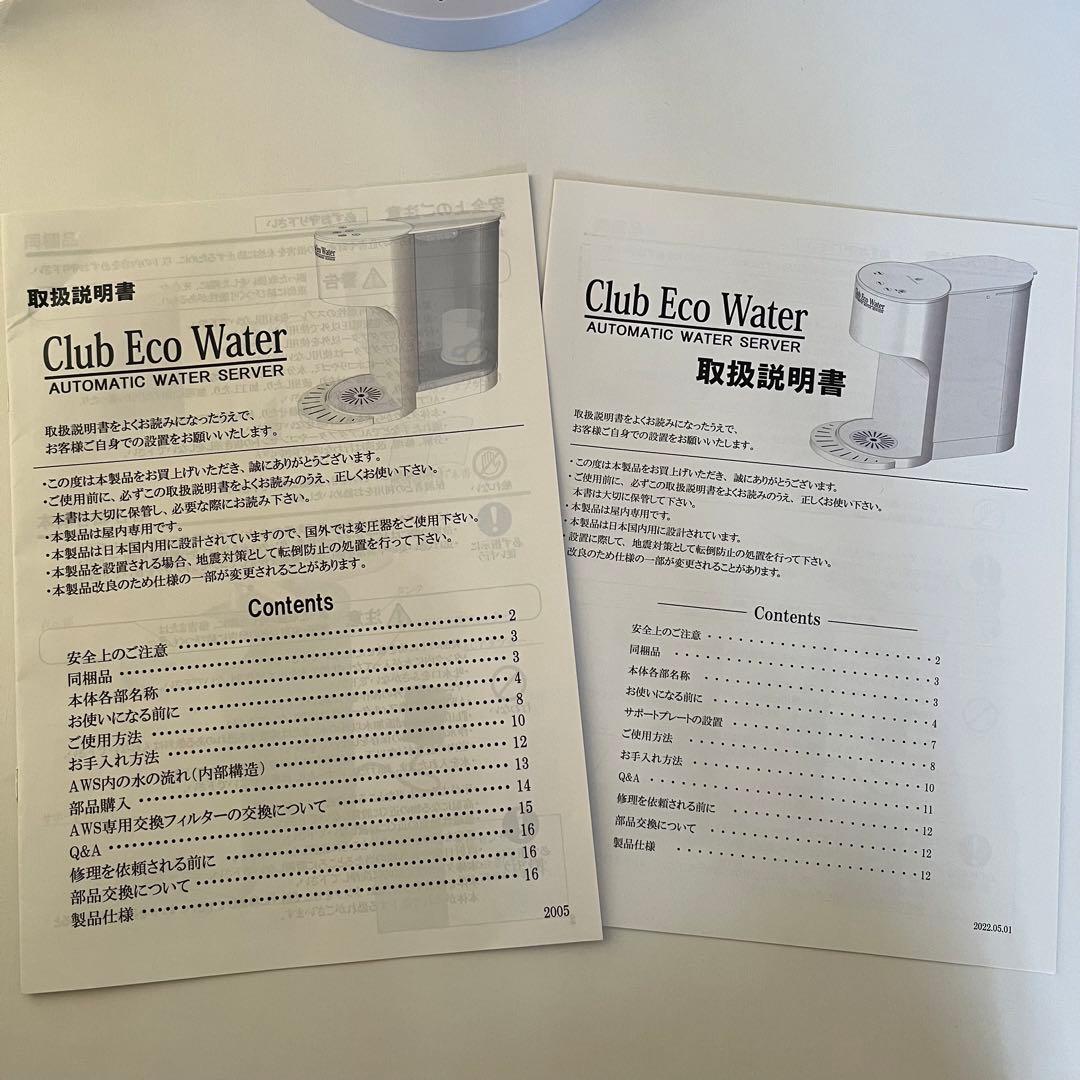 取扱説明書
Club Eco Water
AUTOMATIC WATER SERVER
Eco Water
取扱説明書をよくお読みになったうえで、
お客様ご自身での設置をお願いいたします。
・この度は本製品をお買上げいただき、誠にありがとうございます。
・ご使用前に、必ずこの取扱説明書をよくお読みのうえ、正しくお使い下さい。
本書は大切に保管し、必要な際にお読み下さい。
・本製品は屋内専用です。
・本製品は日本国内用に設計されていますので、国外では変圧器をご使用下さい。
・本製品を設置される場合、地震対策として転倒防止の処置を行って下さい。
・本製品改良のため仕様の一部が変更されることがあります。
Contents
安全上のご注意 ・・・ 2
同梱品 ・・・ 3
本体各部名称 ・・・ 3
お使いになる前に ・・・ 4
ご使用方法 ・・・ 8
お手入れ方法 ・・・ 10
AWS内の水の流れ(内部構造) ・・・ 12
部品購入 ・・・ 13
AWS専用交換フィルターの交換について ・・・ 14
Q&A ・・・ 15
修理を依頼される前に ・・・ 16
部品交換について ・・・ 16
製品仕様 ・・・ 16
2005
Club Eco Water
AUTOMATIC WATER SERVER
取扱説明書
Club Eco Water
取扱説明書をよくお読みになったうえで、
お客様ご自身での設置をお願いいたします。
・この度は本製品をお買上げいただき、誠にありがとうございます。
・ご使用前に、必ずこの取扱説明書をよくお読みのうえ、正しくお使い下さい。
本書は大切に保管して下さい。
・本製品は屋内専用です。
・本製品は日本国内用に設計されています。
・設置に際して、地震対策として転倒防止の処置を行って下さい。
改良のため仕様の一部が変更されることがあります。
Contents
安全上のご注意 ・・・ 2
同梱品 ・・・ 3
本体各部名称 ・・・ 3
お使いになる前に ・・・ 4
サポートプレートの設置 ・・・ 7
ご使用方法 ・・・ 8
お手入れ方法 ・・・ 10
Q&A ・・・ 11
修理を依頼される前に ・・・ 12
部品交換について ・・・ 12
製品仕様 ・・・ 12
2022.05.01